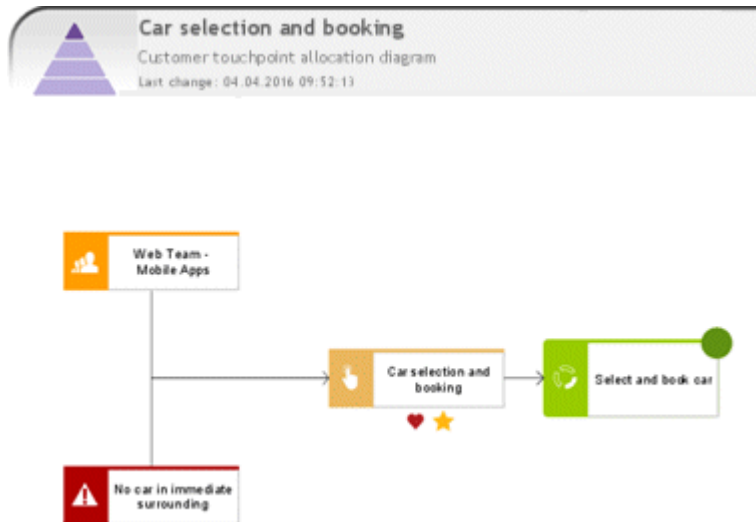 Car selection and booking
Customer touchpoint allocation diagram
Last change: 04.04.2016 09:52:13
Web Team -
Mobile Apps
Car selection and
booking
Select and book car
No car in immediate
surrounding